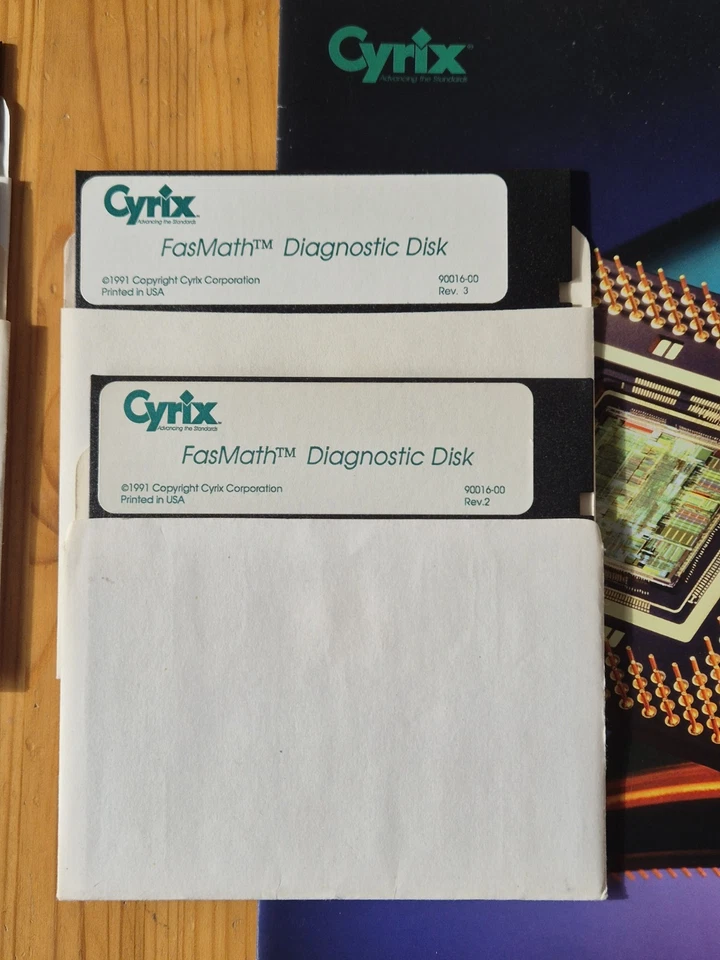 Cyrix
Advancing the Standards
Cyrix™
Advancing the Standards
FasMath™ Diagnostic Disk
©1991 Copyright Cyrix Corporation
90016-00
Printed in USA
Rev. 3
Cyrix™
Advancing the Standards
FasMath™ Diagnostic Disk
©1991 Copyright Cyrix Corporation
90016-00
Printed in USA
Rev.2